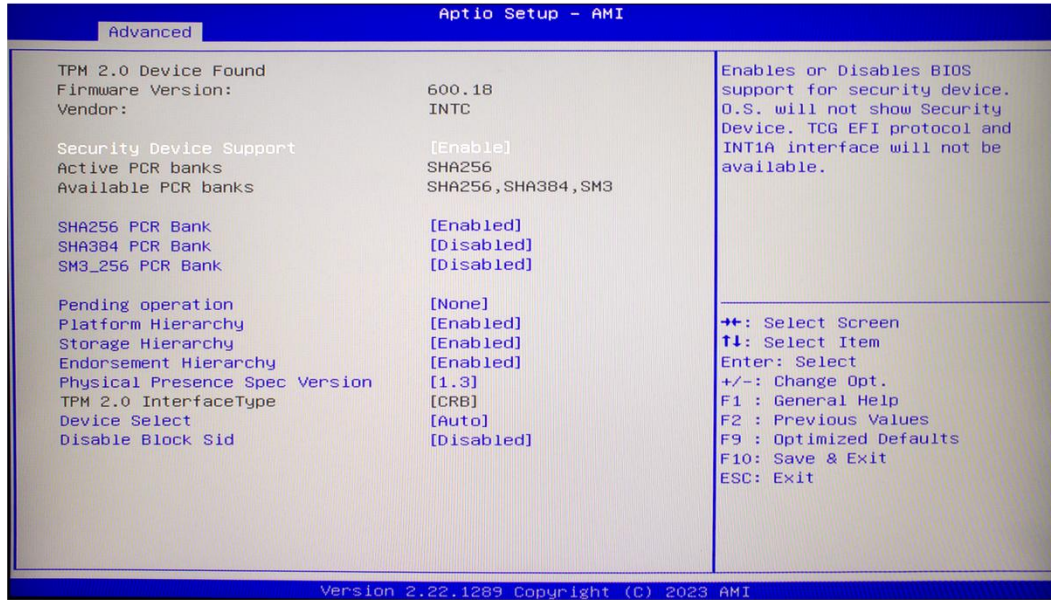 Aptio Setup - AMI
Advanced
TPM 2.0 Device Found
Firmware Version: 600.18
Vendor: INTC
Security Device Support [Enable]
Active PCR banks SHA256
Available PCR banks SHA256,SHA384,SM3
SHA256 PCR Bank [Enabled]
SHA384 PCR Bank [Disabled]
SM3_256 PCR Bank [Disabled]
Pending operation [None]
Platform Hierarchy [Enabled]
Storage Hierarchy [Enabled]
Endorsement Hierarchy [Enabled]
Physical Presence Spec Version [1.3]
TPM 2.0 InterfaceType [CRB]
Device Select [Auto]
Disable Block Sid [Disabled]
Enables or Disables BIOS
support for security device.
O.S. will not show Security
Device. TCG EFI protocol and
INT1A interface will not be
available.
→←: Select Screen
↑↓: Select Item
Enter: Select
+/-: Change Opt.
F1 : General Help
F2 : Previous Values
F9 : Optimized Defaults
F10: Save & Exit
ESC: Exit
Version 2.22.1289 Copyright (C) 2023 AMI